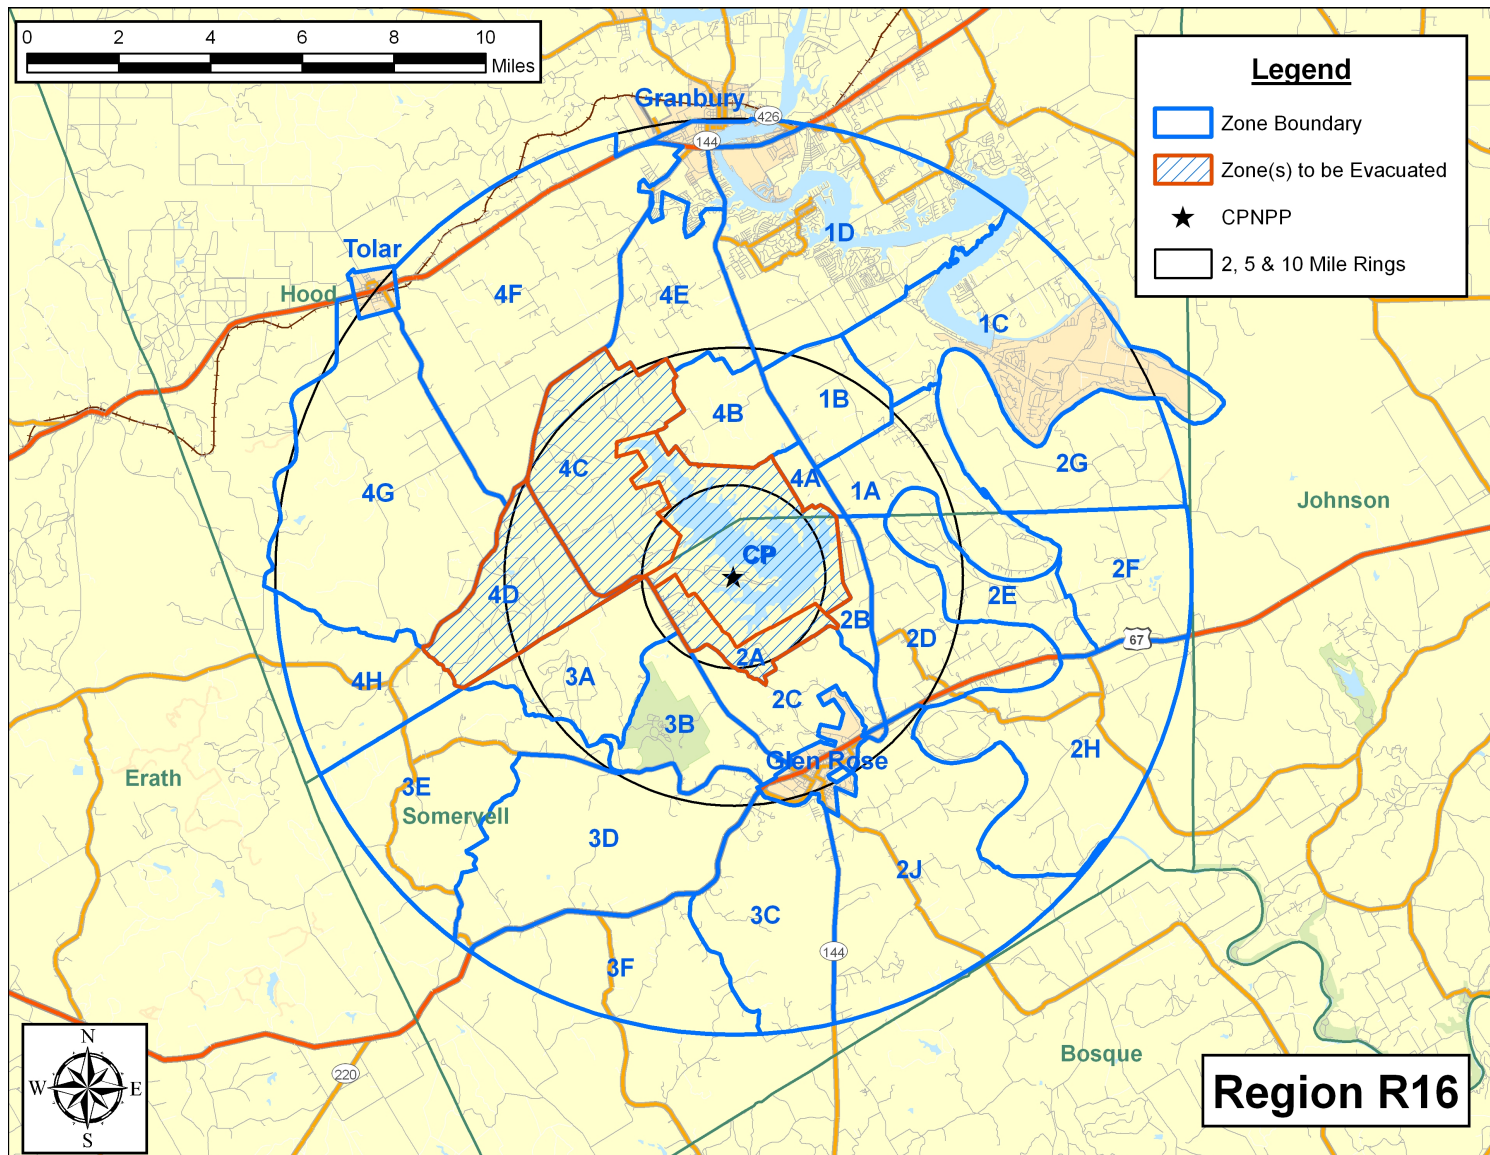 0 2 4 6 8 10
Miles
Legend
Zone Boundary
Zone(s) to be Evacuated
CPNPP
2, 5 & 10 Mile Rings
Granbury
426
144
1D
Tolar
Hood
4F
4E
1C
4B
1B
4C
4A
1A
2G
4G
Johnson
CP
4D
2B
2E
2F
2D
67
2A
3A
4H
2C
3B
2H
Glen Rose
Erath
3E
Somervell
3D
2J
3C
144
3F
Bosque
220
N
W E
S
Region R16